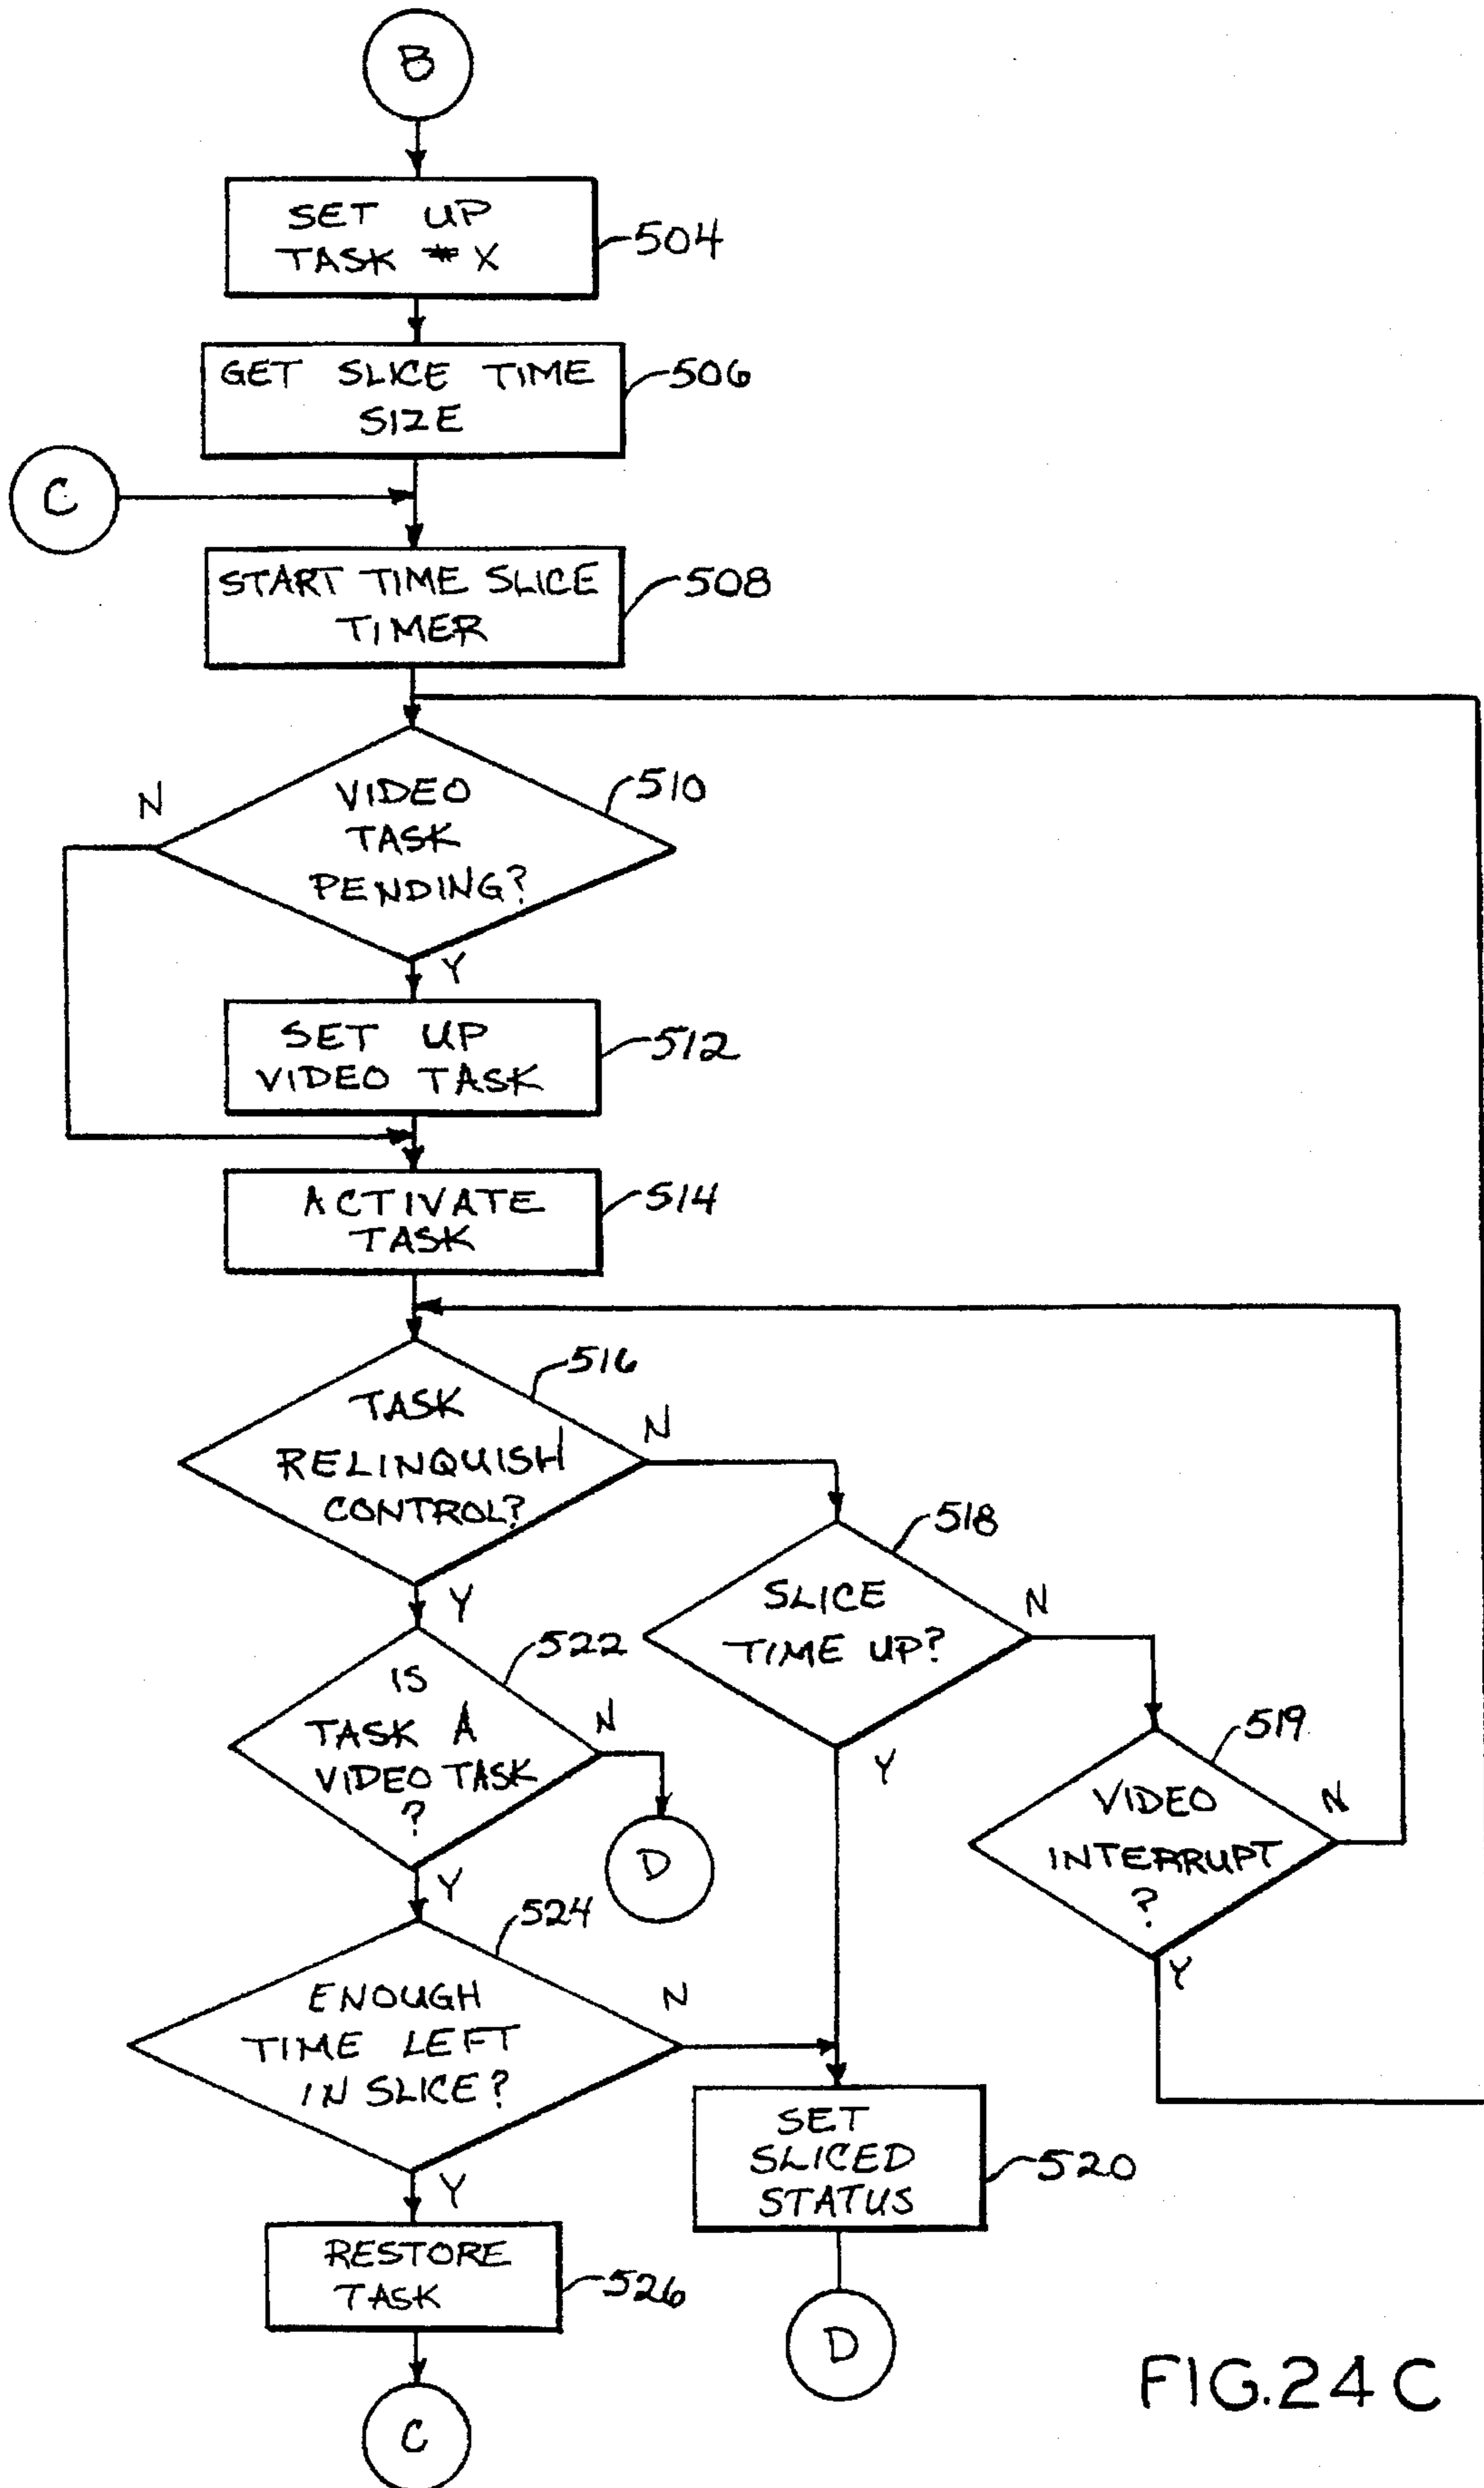 B
SET UP
TASK # X
504
GET SLICE TIME
SIZE
506
C
START TIME SLICE
TIMER
508
VIDEO
TASK
PENDING?
510
N
Y
SET UP
VIDEO TASK
512
ACTIVATE
TASK
514
TASK
RELINQUISH
CONTROL?
516
N
Y
SLICE
TIME UP?
518
N
Y
VIDEO
INTERRUPT
?
519
N
Y
IS
TASK A
VIDEO TASK
?
522
N
Y
D
ENOUGH
TIME LEFT
IN SLICE?
524
N
Y
SET
SLICED
STATUS
520
D
RESTORE
TASK
526
C
FIG.24C